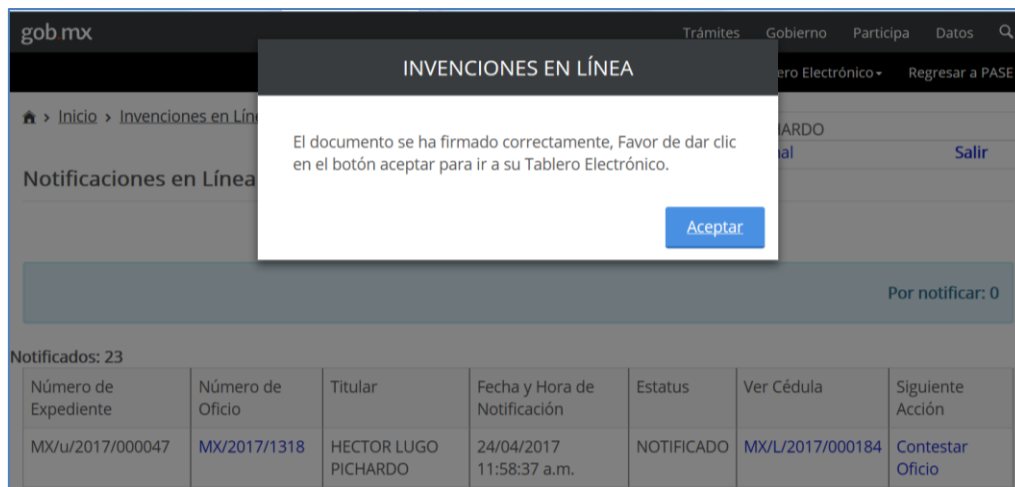 gob.mx
Trámites Gobierno Participa Datos
INVENCIONES EN LÍNEA
Electrónico Regresar a PASE
> Inicio > Invenciones en
El documento se ha firmado correctamente, Favor de dar clic
en el botón aceptar para ir a su Tablero Electrónico.
Salir
Notificaciones en Línea
Aceptar
Por notificar: 0
Notificados: 23
Número de Expediente
Número de Oficio
Titular
Fecha y Hora de Notificación
Estatus
Ver Cédula
Siguiente Acción
MX/u/2017/000047
MX/2017/1318
HECTOR LUGO PICHARDO
24/04/2017 11:58:37 a.m.
NOTIFICADO
MX/L/2017/000184
Contestar Oficio